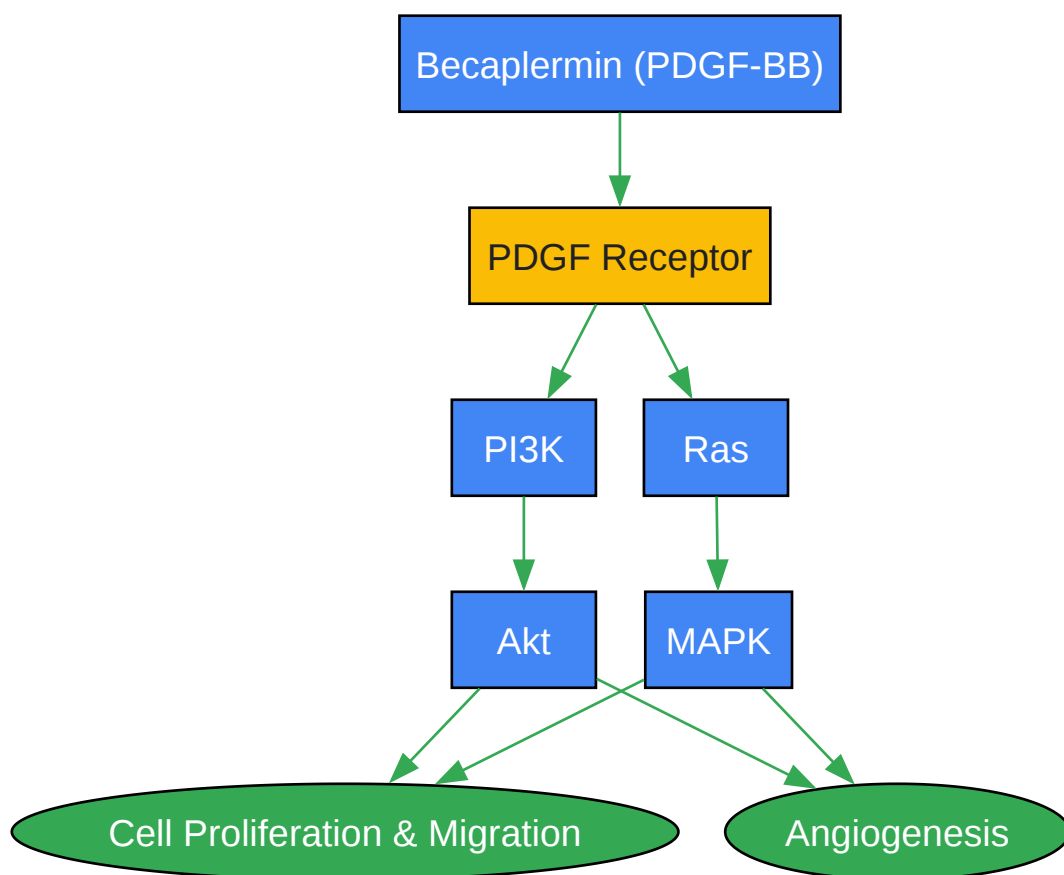 Becaplermin (PDGF-BB)
PDGF Receptor
PI3K
Ras
Akt
MAPK
Cell Proliferation & Migration
Angiogenesis